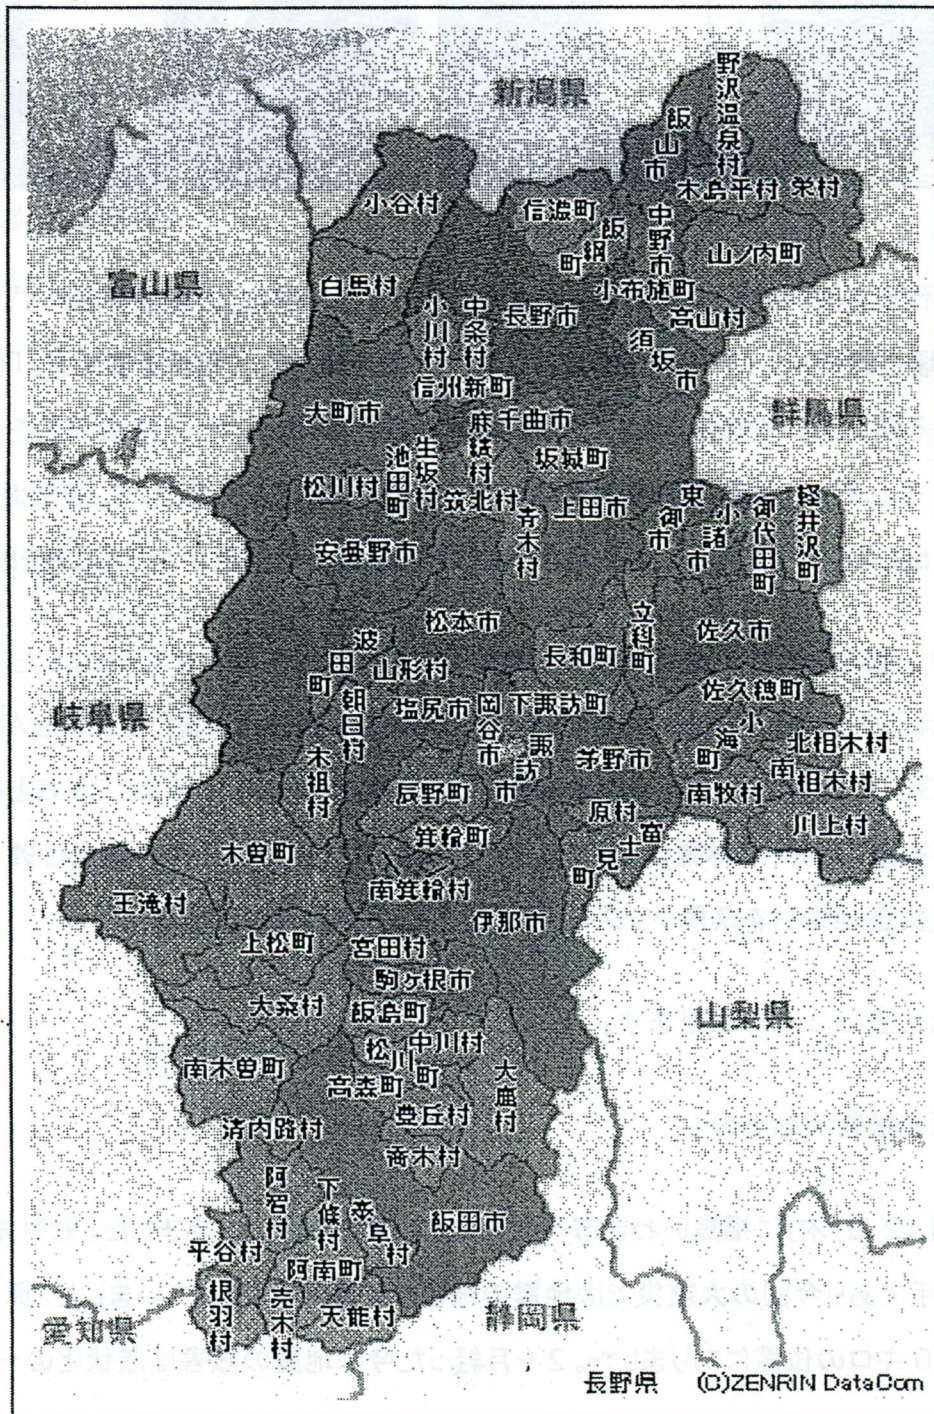 新潟県
野沢温泉村
飯山市
木島平村
栄村
小谷村
信濃町
飯綱町
中野市
山ノ内町
富山県
白馬村
小布施町
小川村
中条村
長野市
高山村
須坂市
信州新町
大町市
麻績村
千曲市
群馬県
生坂村
池田町
坂城町
松川村
筑北村
青木村
上田市
東御市
小諸市
御代田町
軽井沢町
安曇野市
松本市
立科町
佐久市
波田町
山形村
長和町
朝日村
塩尻市
岡谷市
下諏訪町
佐久穂町
岐阜県
小海町
北相木村
木祖村
諏訪市
茅野市
南相木村
辰野町
南牧村
原村
川上村
箕輪町
富士見町
木曽町
南箕輪村
王滝村
伊那市
上松町
宮田村
駒ヶ根市
大桑村
飯島町
山梨県
中川村
松川町
南木曽町
高森町
大鹿村
豊丘村
清内路村
喬木村
阿智村
下條村
泰阜村
飯田市
平谷村
阿南町
根羽村
売木村
天龍村
愛知県
静岡県
長野県 (C)ZENRIN DataCom